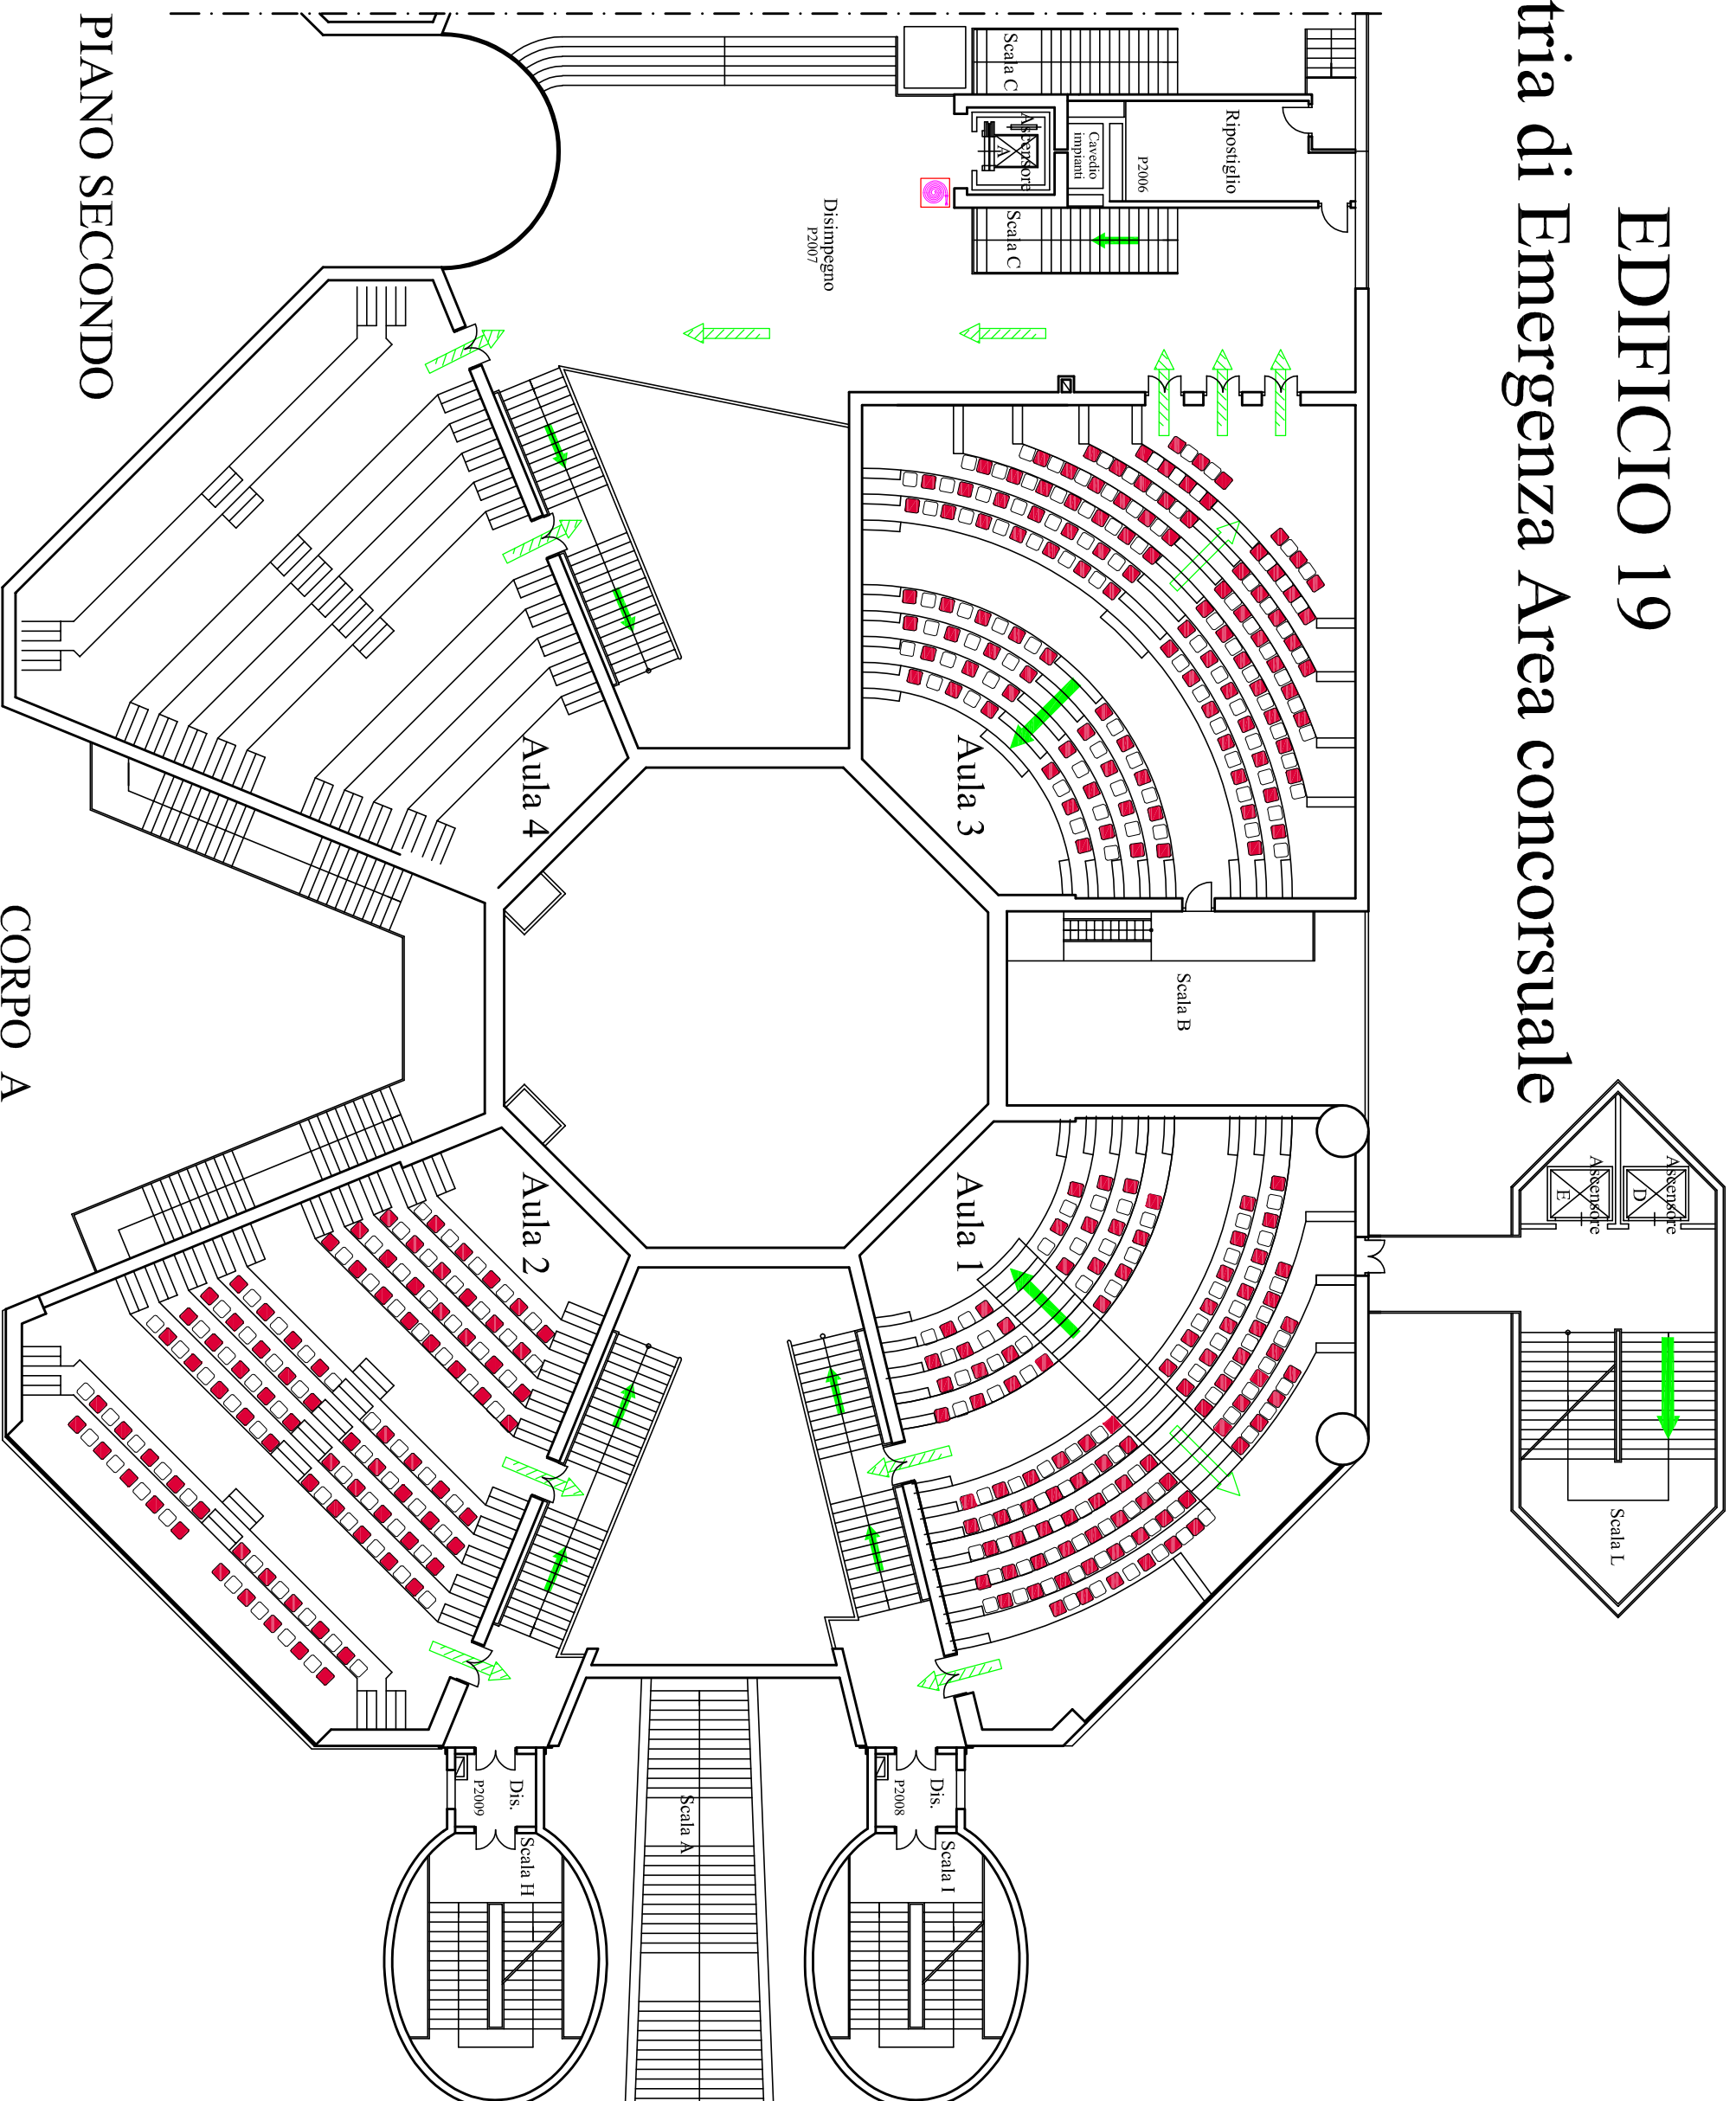 EDIFICIO 19
tria di Emergenza Area concorsuale
Scala C
Ripostiglio
P2006
Cavedio
impianti
Ascensore
A
Scala C
Disimpegno
P2007
PIANO SECONDO
Aula 3
Aula 4
Scala B
CORPO A
Ascensore
D
Ascensore
E
Scala L
Aula 1
Aula 2
Dis.
P2008
Scala I
Scala A
Dis.
P2009
Scala H